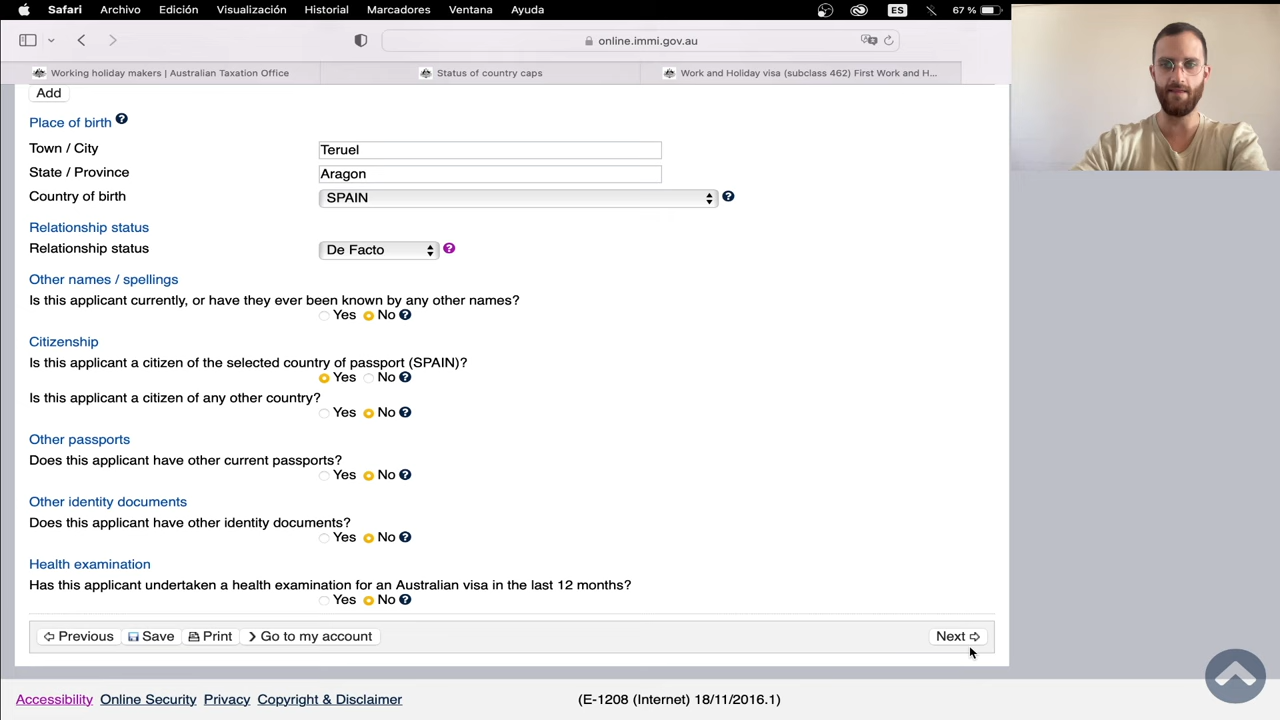 Safari Archivo Edición Visualización Historial Marcadores Ventana Ayuda ES 67 %
online.immi.gov.au
Working holiday makers | Australian Taxation Office
Status of country caps
Work and Holiday visa (subclass 462) First Work and H...
Add
Place of birth ?
Town / City Teruel
State / Province Aragon
Country of birth SPAIN ?
Relationship status
Relationship status De Facto ?
Other names / spellings
Is this applicant currently, or have they ever been known by any other names?
Yes No ?
Citizenship
Is this applicant a citizen of the selected country of passport (SPAIN)?
Yes No ?
Is this applicant a citizen of any other country?
Yes No ?
Other passports
Does this applicant have other current passports?
Yes No ?
Other identity documents
Does this applicant have other identity documents?
Yes No ?
Health examination
Has this applicant undertaken a health examination for an Australian visa in the last 12 months?
Yes No ?
Previous Save Print Go to my account Next
Accessibility Online Security Privacy Copyright & Disclaimer (E-1208 (Internet) 18/11/2016.1)